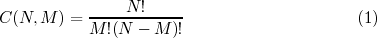 C(N, M) = N! / M!(N − M)! (1)